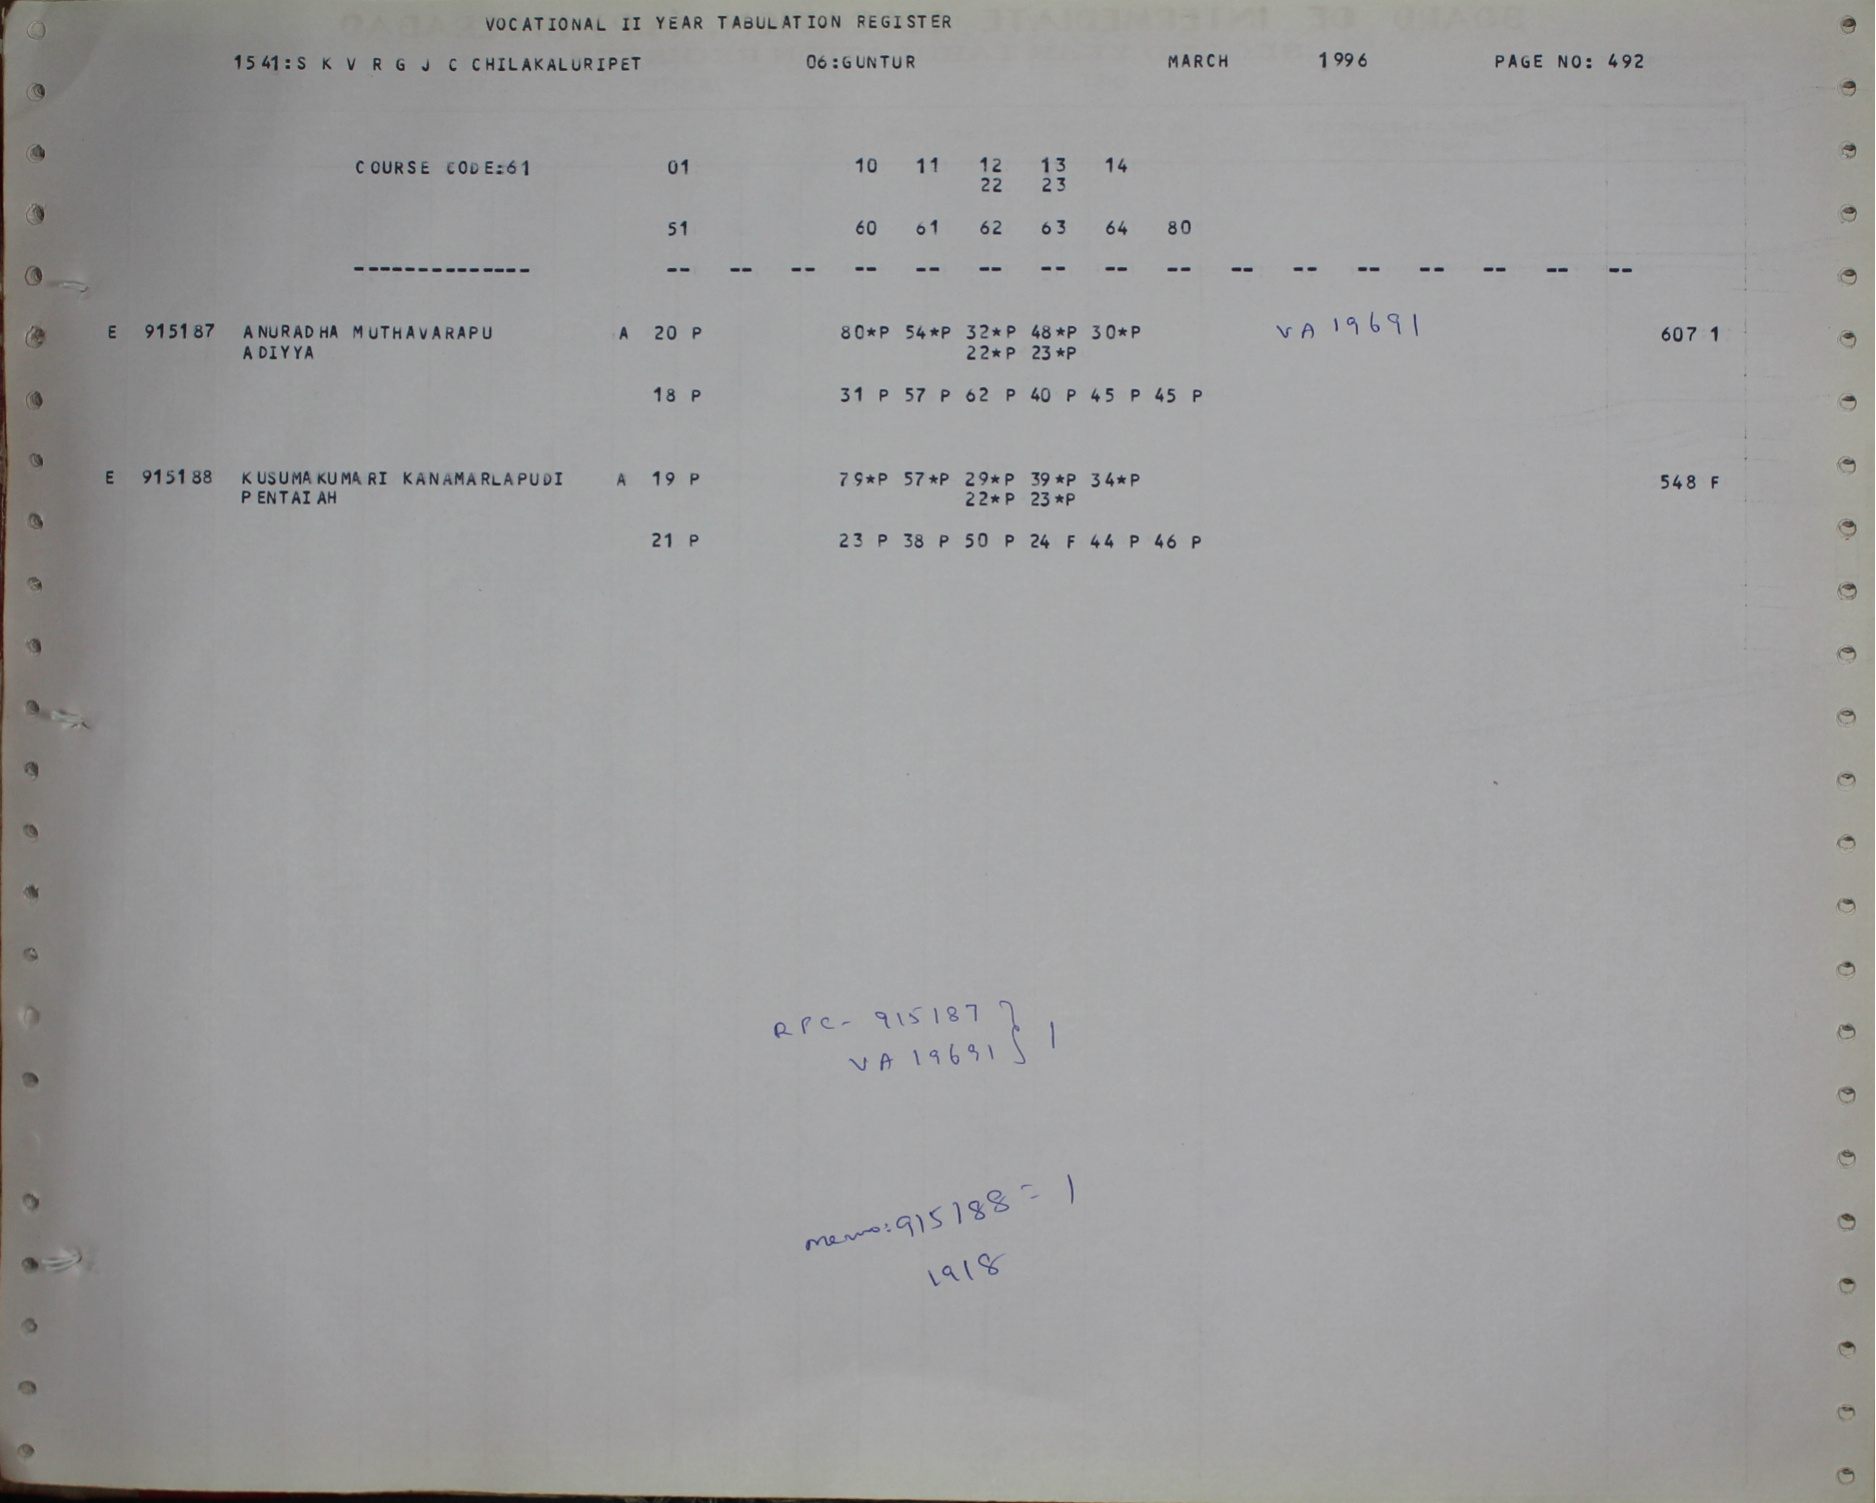 VOCATIONAL II YEAR TABULATION REGISTER
1541:S K V R G J C CHILAKALURIPET 06:GUNTUR MARCH 1996 PAGE NO: 492
COURSE CODE:61 01 10 11 12 13 14
22 23
51 60 61 62 63 64 80
-------------- -- -- -- -- -- -- -- -- -- -- -- -- -- -- -- --
E 915187 ANURADHA MUTHAVARAPU A 20 P 80*P 54*P 32*P 48*P 30*P VA 19691 607 1
ADIYYA 22*P 23*P
18 P 31 P 57 P 62 P 40 P 45 P 45 P
E 915188 KUSUMAKUMARI KANAMARLAPUDI A 19 P 79*P 57*P 29*P 39*P 34*P 548 F
PENTAIAH 22*P 23*P
21 P 23 P 38 P 50 P 24 F 44 P 46 P
RPC- 915187 } 1
VA 19691
memo:915188 = 1
1918